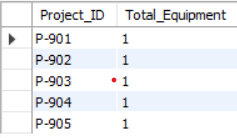 Project_ID Total_Equipment
P-901 1
P-902 1
P-903 1
P-904 1
P-905 1